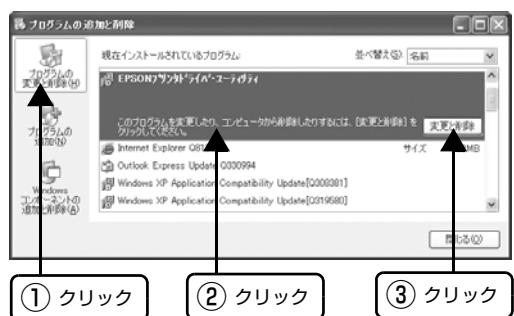 プログラムの追加と削除
現在インストールされているプログラム:
並べ替え(S): 名前
プログラムの
変更と削除(H)
EPSONプリンタドライバ・ユーティリティ
このプログラムを変更したり、コンピュータから削除したりするには、[変更と削除] を
クリックしてください。
変更と削除
プログラムの
追加(N)
Internet Explorer
サイズ
MB
Outlook Express Update Q330994
Windows XP Application Compatibility Update[Q308381]
Windows XP Application Compatibility Update[Q319580]
Windows
コンポーネントの
追加と削除(A)
閉じる(O)
① クリック
② クリック
③ クリック